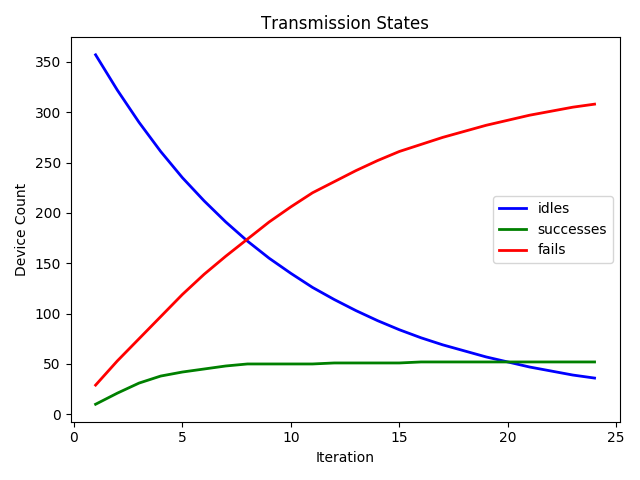 Transmission States
Device Count
350
300
250
200
150
100
50
0
idles
successes
fails
0 5 10 15 20 25
Iteration